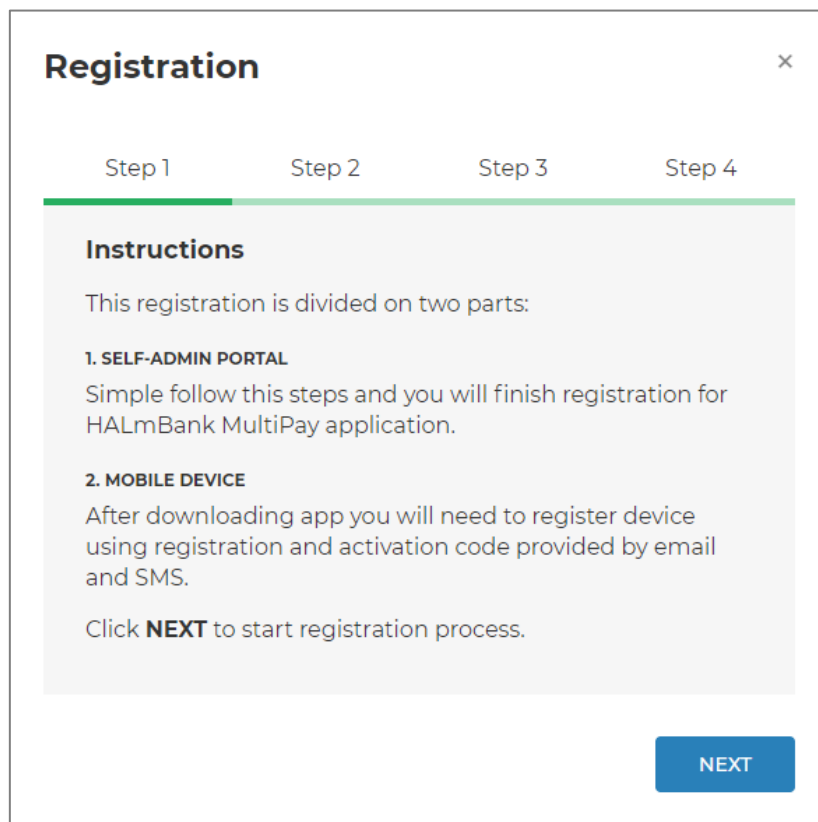 Registration
×
Step 1 Step 2 Step 3 Step 4
Instructions
This registration is divided on two parts:
1. SELF-ADMIN PORTAL
Simple follow this steps and you will finish registration for
HALmBank MultiPay application.
2. MOBILE DEVICE
After downloading app you will need to register device
using registration and activation code provided by email
and SMS.
Click NEXT to start registration process.
NEXT